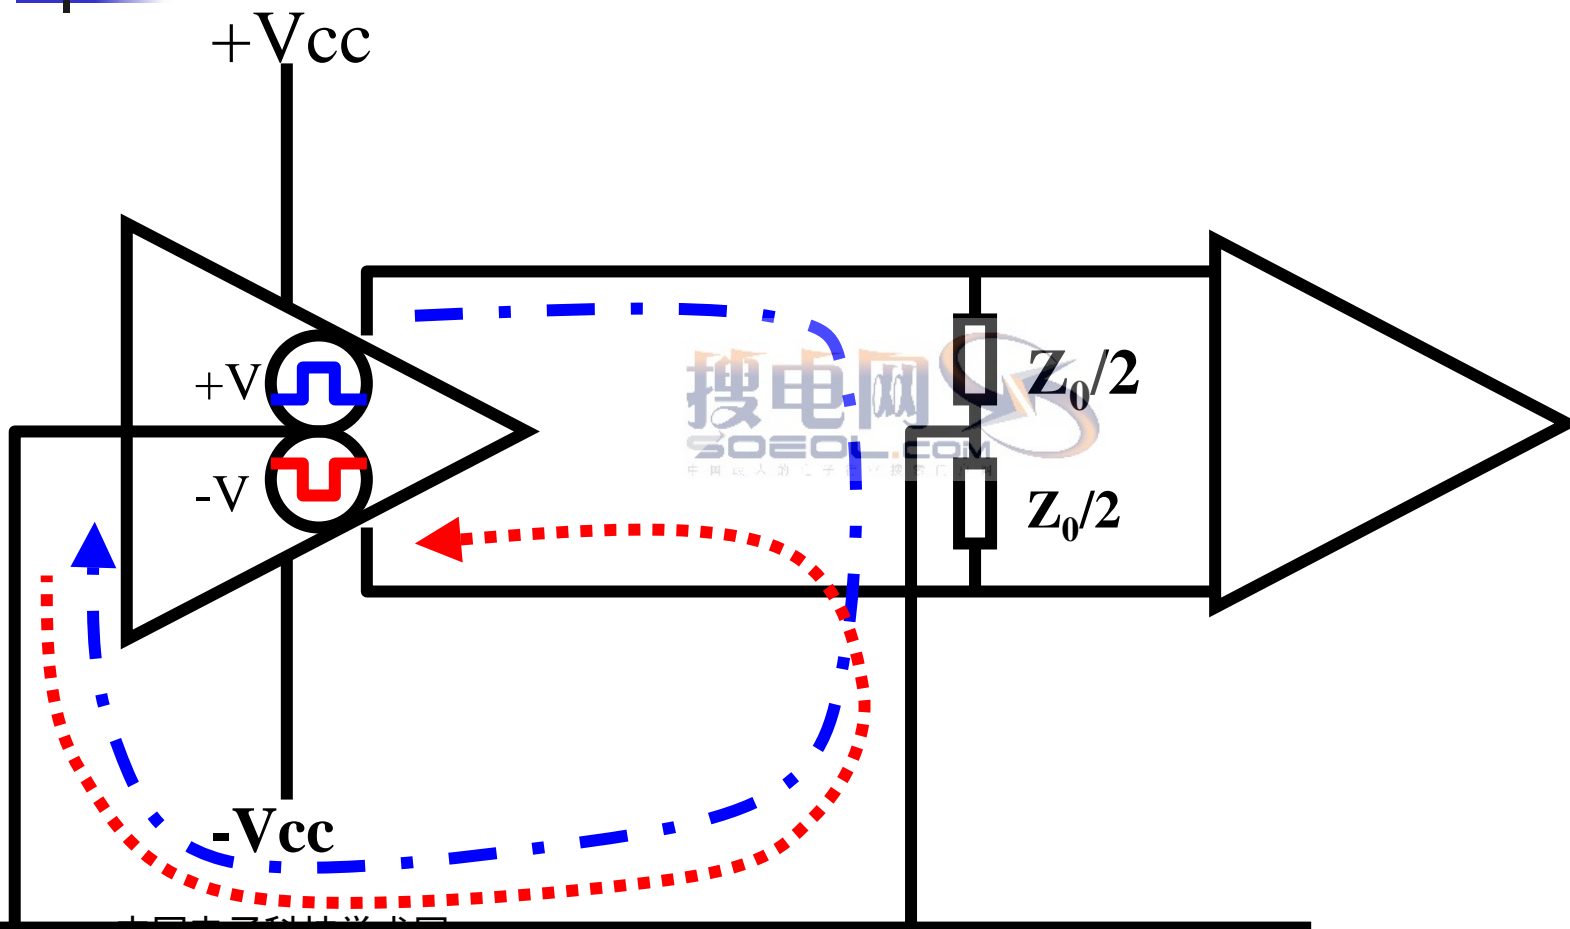 +Vcc
+V
-V
Z0/2
Z0/2
搜电网
SOEOL.COM
-Vcc